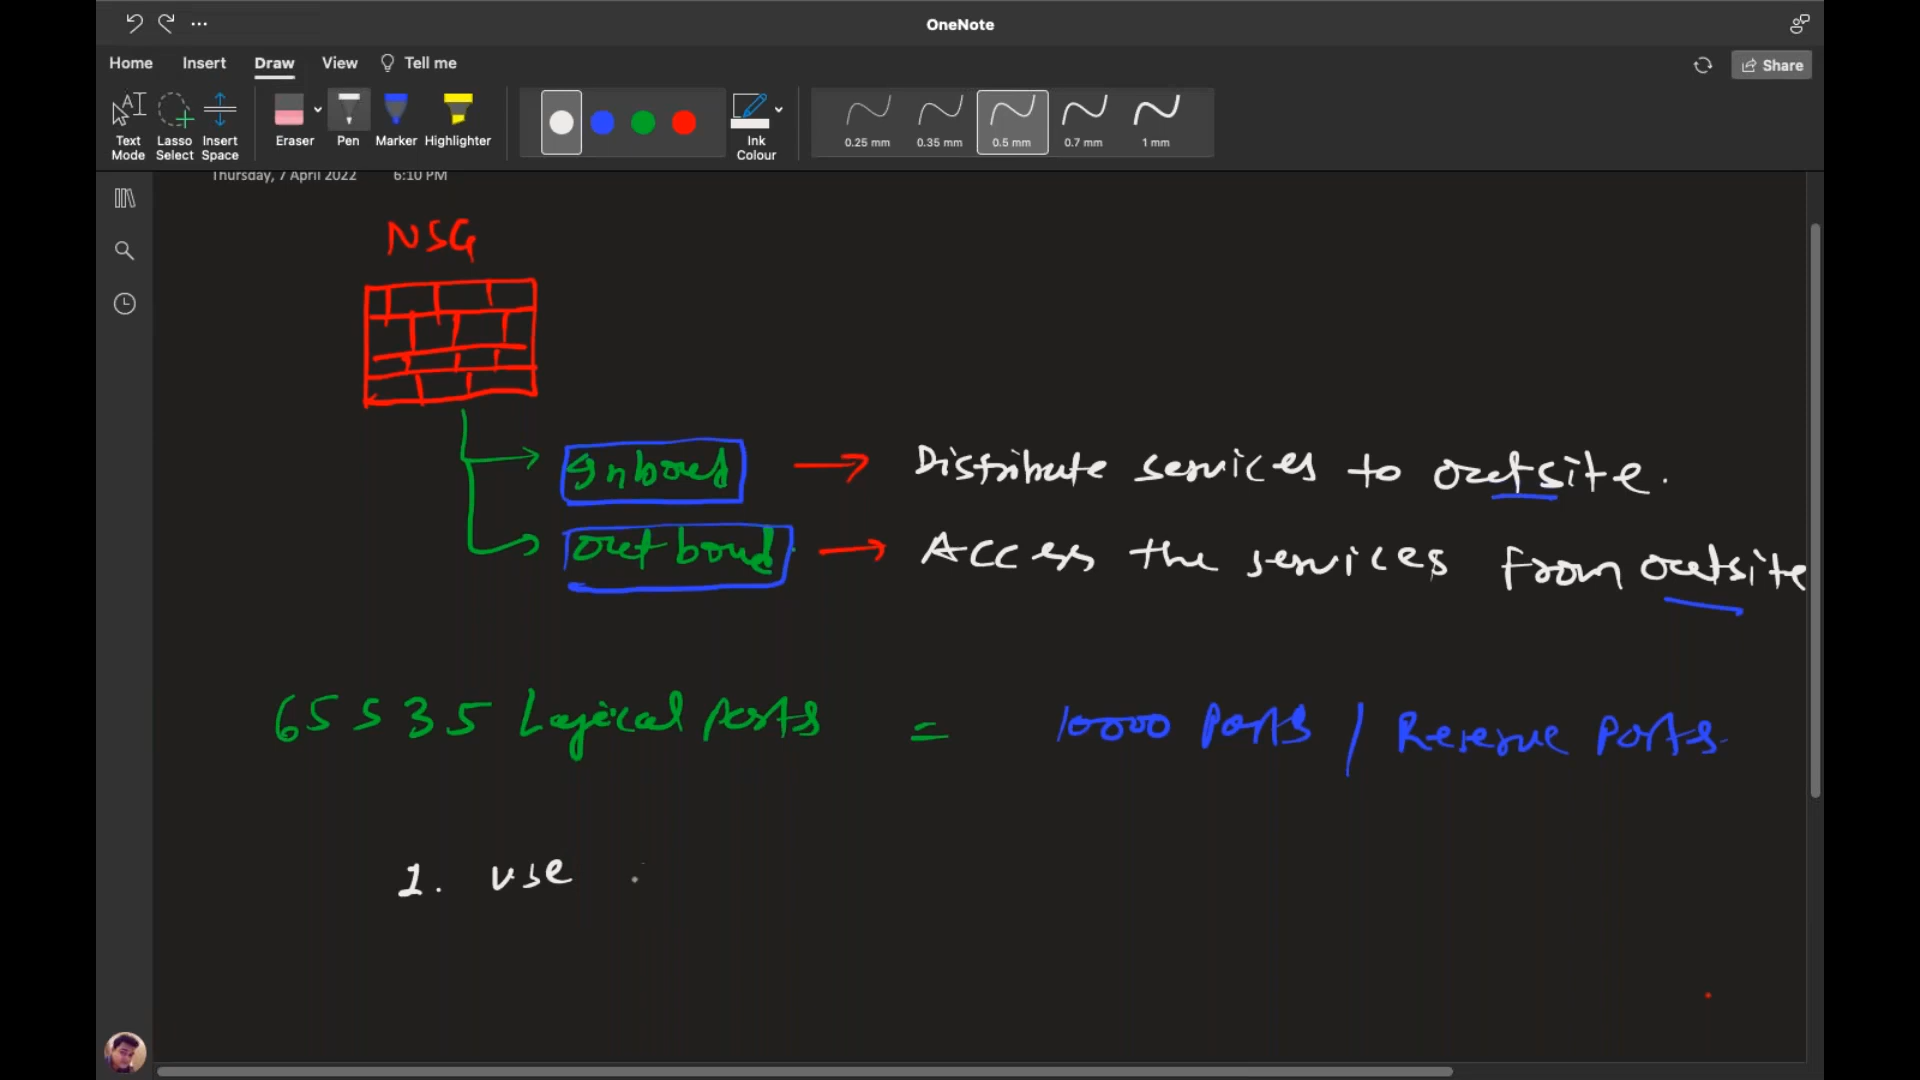 OneNote
Home Insert Draw View Tell me
Share
Text Mode
Lasso Select
Insert Space
Eraser
Pen
Marker
Highlighter
Ink Colour
0.25 mm
0.35 mm
0.5 mm
0.7 mm
1 mm
Thursday, 7 April 2022 6:10 PM
NSG
Inboud → Distribute services to outsite.
outboud → Access the services from outsite
65535 Logical ports = 10000 Ports / Reserve Ports.
1. use